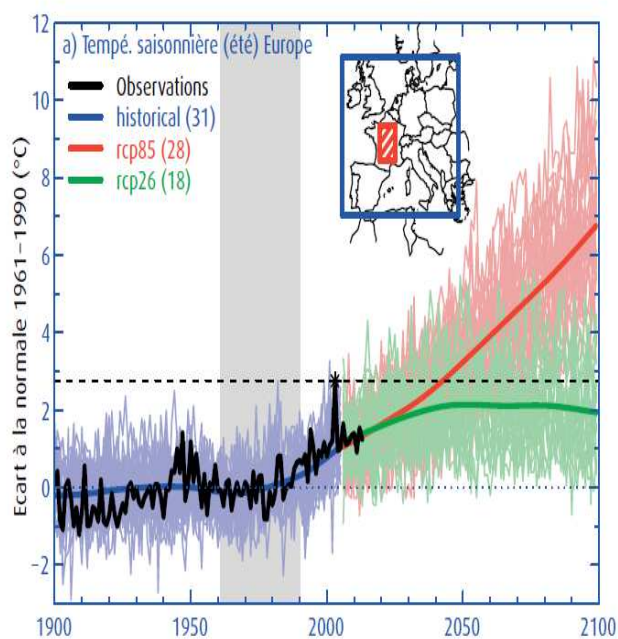 a) Tempé. saisonnière (été) Europe
Observations
historical (31)
rcp85 (28)
rcp26 (18)
Ecart à la normale 1961-1990 (°C)
12
10
8
6
4
2
0
-2
1900
1950
2000
2050
2100